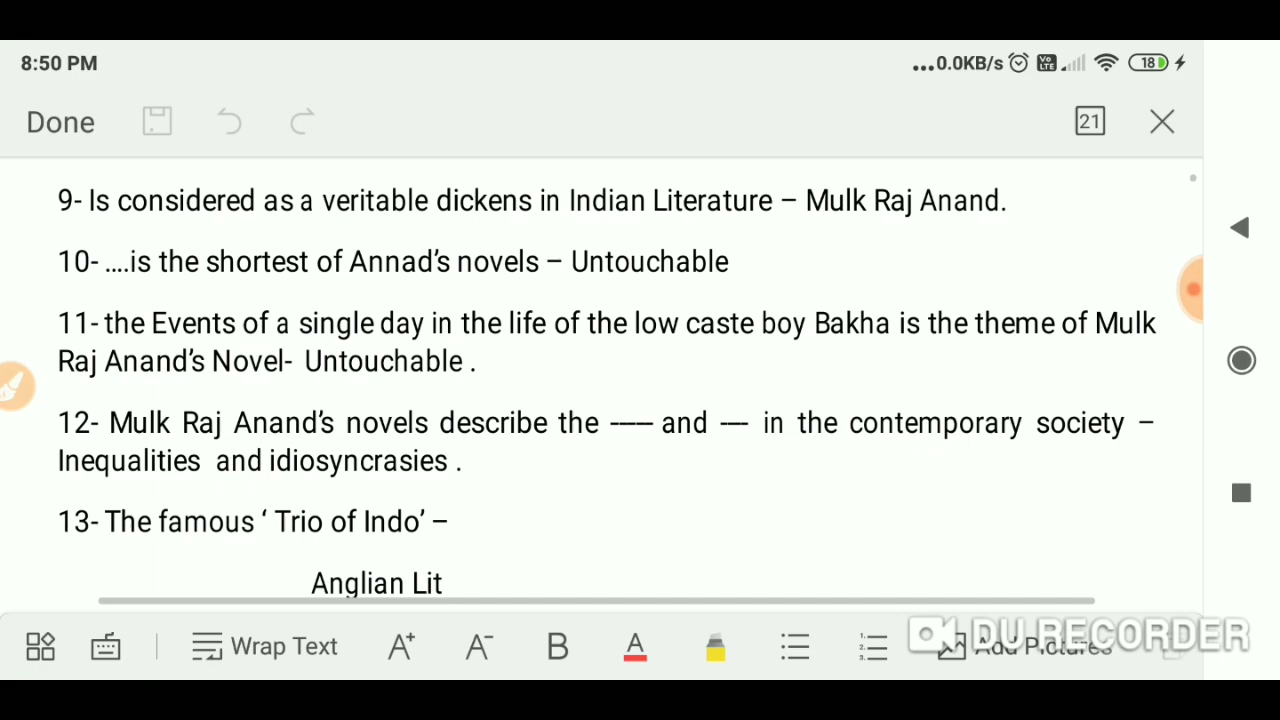 8:50 PM
...0.0KB/s Vo LTE 18
Done
21
9- Is considered as a veritable dickens in Indian Literature – Mulk Raj Anand.
10- ....is the shortest of Annad’s novels – Untouchable
11- the Events of a single day in the life of the low caste boy Bakha is the theme of Mulk
Raj Anand’s Novel- Untouchable .
12- Mulk Raj Anand’s novels describe the ----- and ---- in the contemporary society –
Inequalities and idiosyncrasies .
13- The famous ‘ Trio of Indo’ –
Anglian Lit
Wrap Text A+ A- B A Add Pictures
DU RECORDER